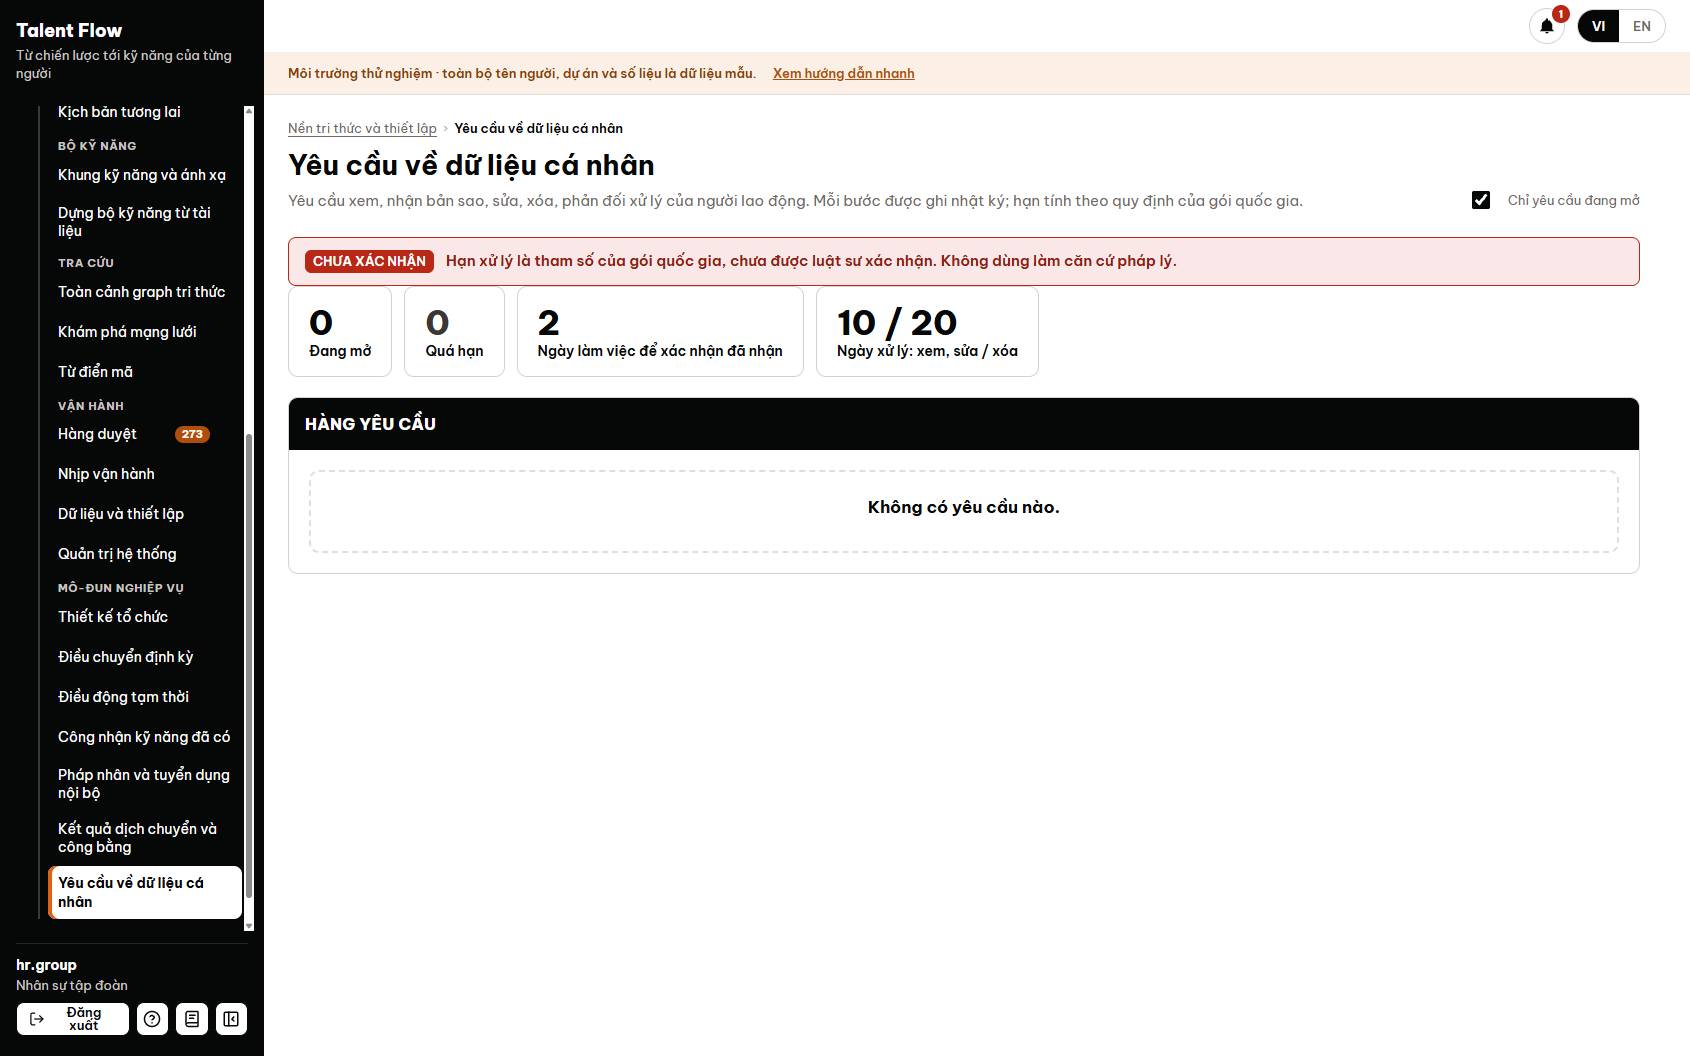 Talent Flow
Từ chiến lược tới kỹ năng của từng
người
Kịch bản tương lai
BỘ KỸ NĂNG
Khung kỹ năng và ánh xạ
Dựng bộ kỹ năng từ tài
liệu
TRA CỨU
Toàn cảnh graph tri thức
Khám phá mạng lưới
Từ điển mã
VẬN HÀNH
Hàng duyệt 273
Nhịp vận hành
Dữ liệu và thiết lập
Quản trị hệ thống
MÔ-ĐUN NGHIỆP VỤ
Thiết kế tổ chức
Điều chuyển định kỳ
Điều động tạm thời
Công nhận kỹ năng đã có
Pháp nhân và tuyển dụng
nội bộ
Kết quả dịch chuyển và
công bằng
Yêu cầu về dữ liệu cá
nhân
hr.group
Nhân sự tập đoàn
Đăng
xuất
1
VI EN
Môi trường thử nghiệm · toàn bộ tên người, dự án và số liệu là dữ liệu mẫu. Xem hướng dẫn nhanh
Nền tri thức và thiết lập › Yêu cầu về dữ liệu cá nhân
Yêu cầu về dữ liệu cá nhân
Yêu cầu xem, nhận bản sao, sửa, xóa, phản đối xử lý của người lao động. Mỗi bước được ghi nhật ký; hạn tính theo quy định của gói quốc gia.
Chỉ yêu cầu đang mở
CHƯA XÁC NHẬN Hạn xử lý là tham số của gói quốc gia, chưa được luật sư xác nhận. Không dùng làm căn cứ pháp lý.
0
Đang mở
0
Quá hạn
2
Ngày làm việc để xác nhận đã nhận
10 / 20
Ngày xử lý: xem, sửa / xóa
HÀNG YÊU CẦU
Không có yêu cầu nào.